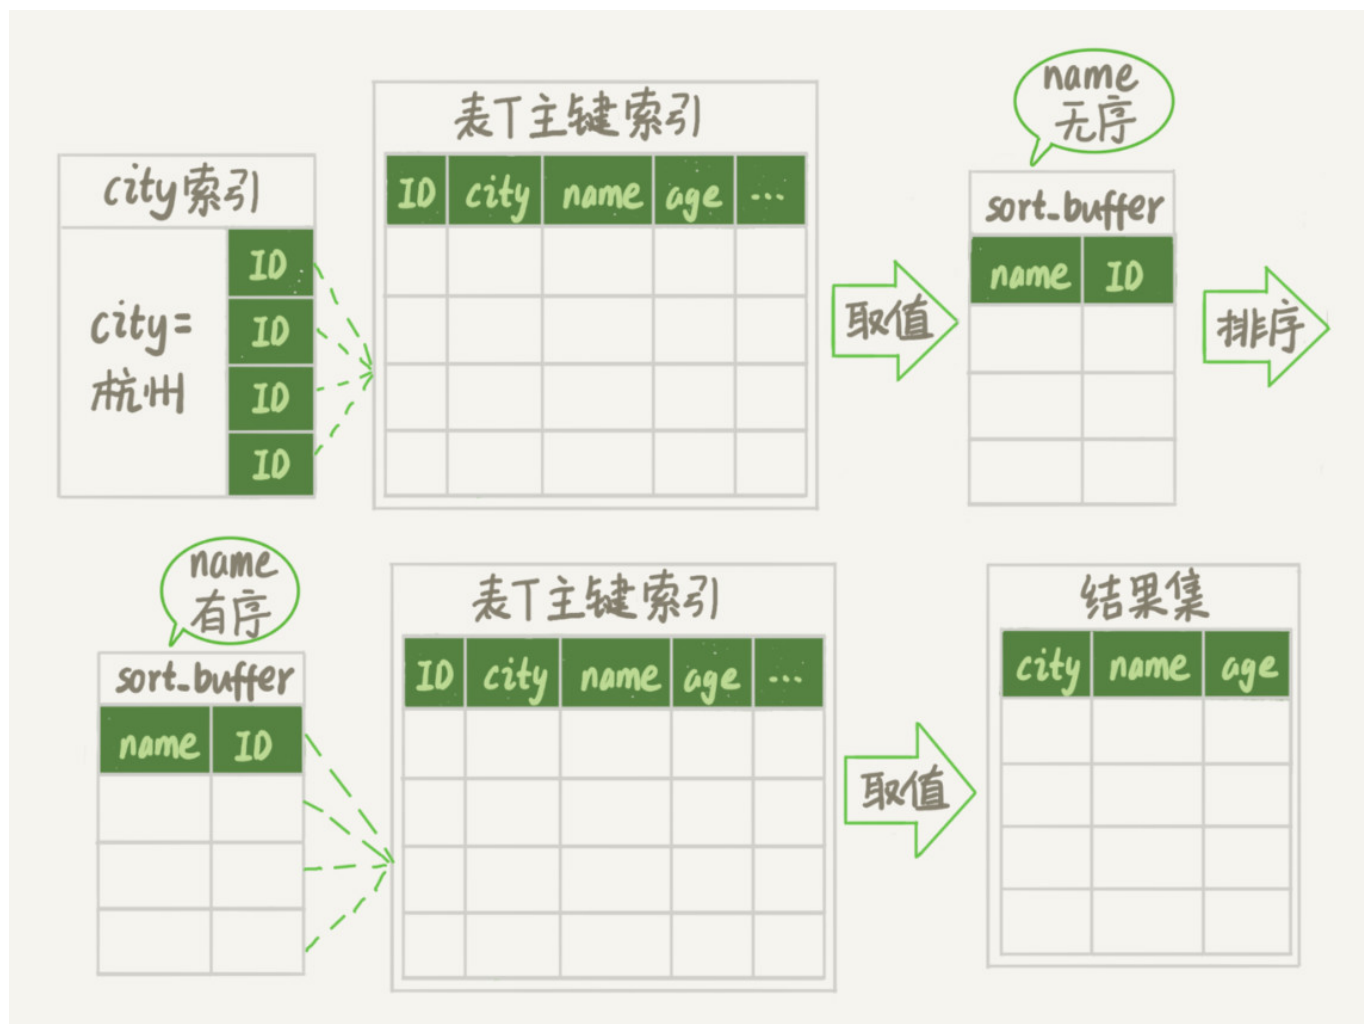 name
无序
表T主键索引
city索引
ID city name age ...
sort_buffer
ID
name ID
city=
杭州
ID
ID
ID
取值
排序
name
有序
表T主键索引
结果集
sort_buffer
ID city name age ...
city name age
name ID
取值